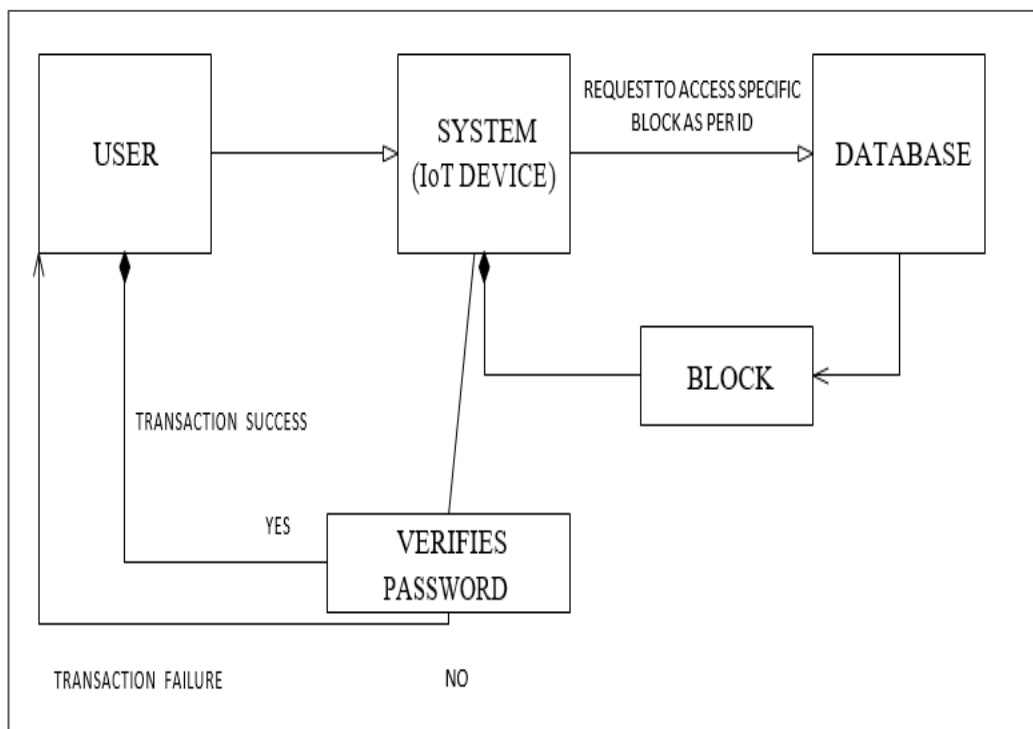 USER
SYSTEM
(IoT DEVICE)
REQUEST TO ACCESS SPECIFIC
BLOCK AS PER ID
DATABASE
BLOCK
TRANSACTION SUCCESS
YES
VERIFIES
PASSWORD
TRANSACTION FAILURE
NO